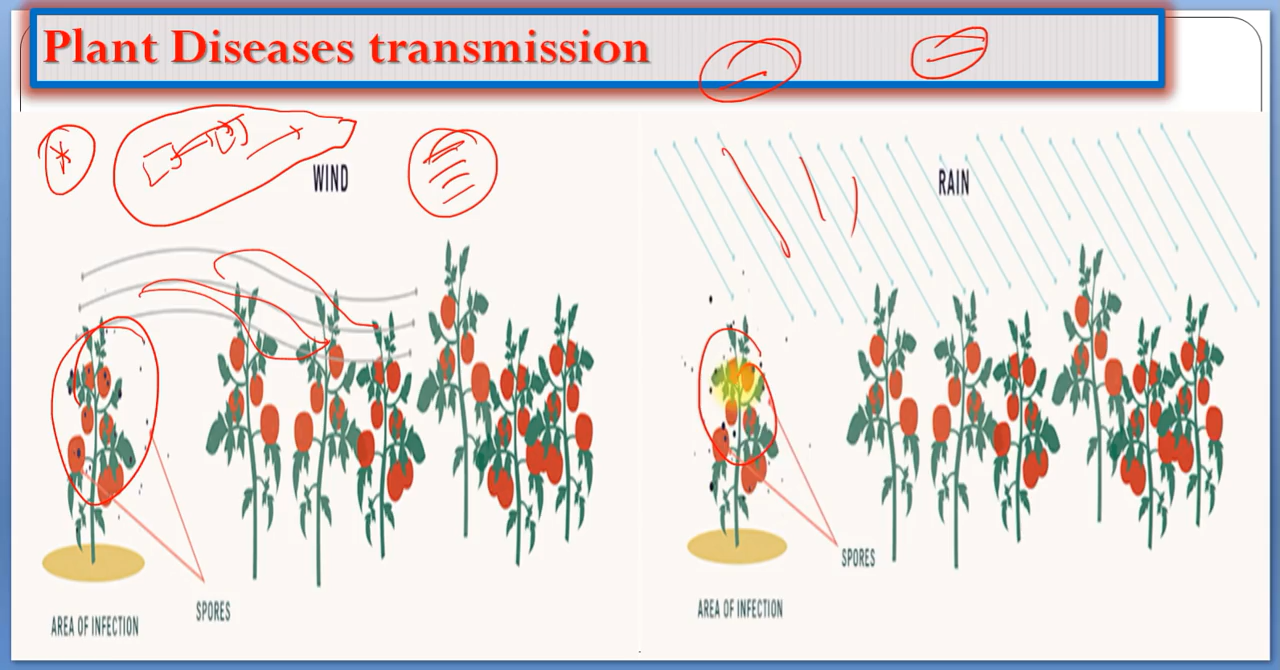 Plant Diseases transmission
WIND
RAIN
SPORES
AREA OF INFECTION
SPORES
AREA OF INFECTION